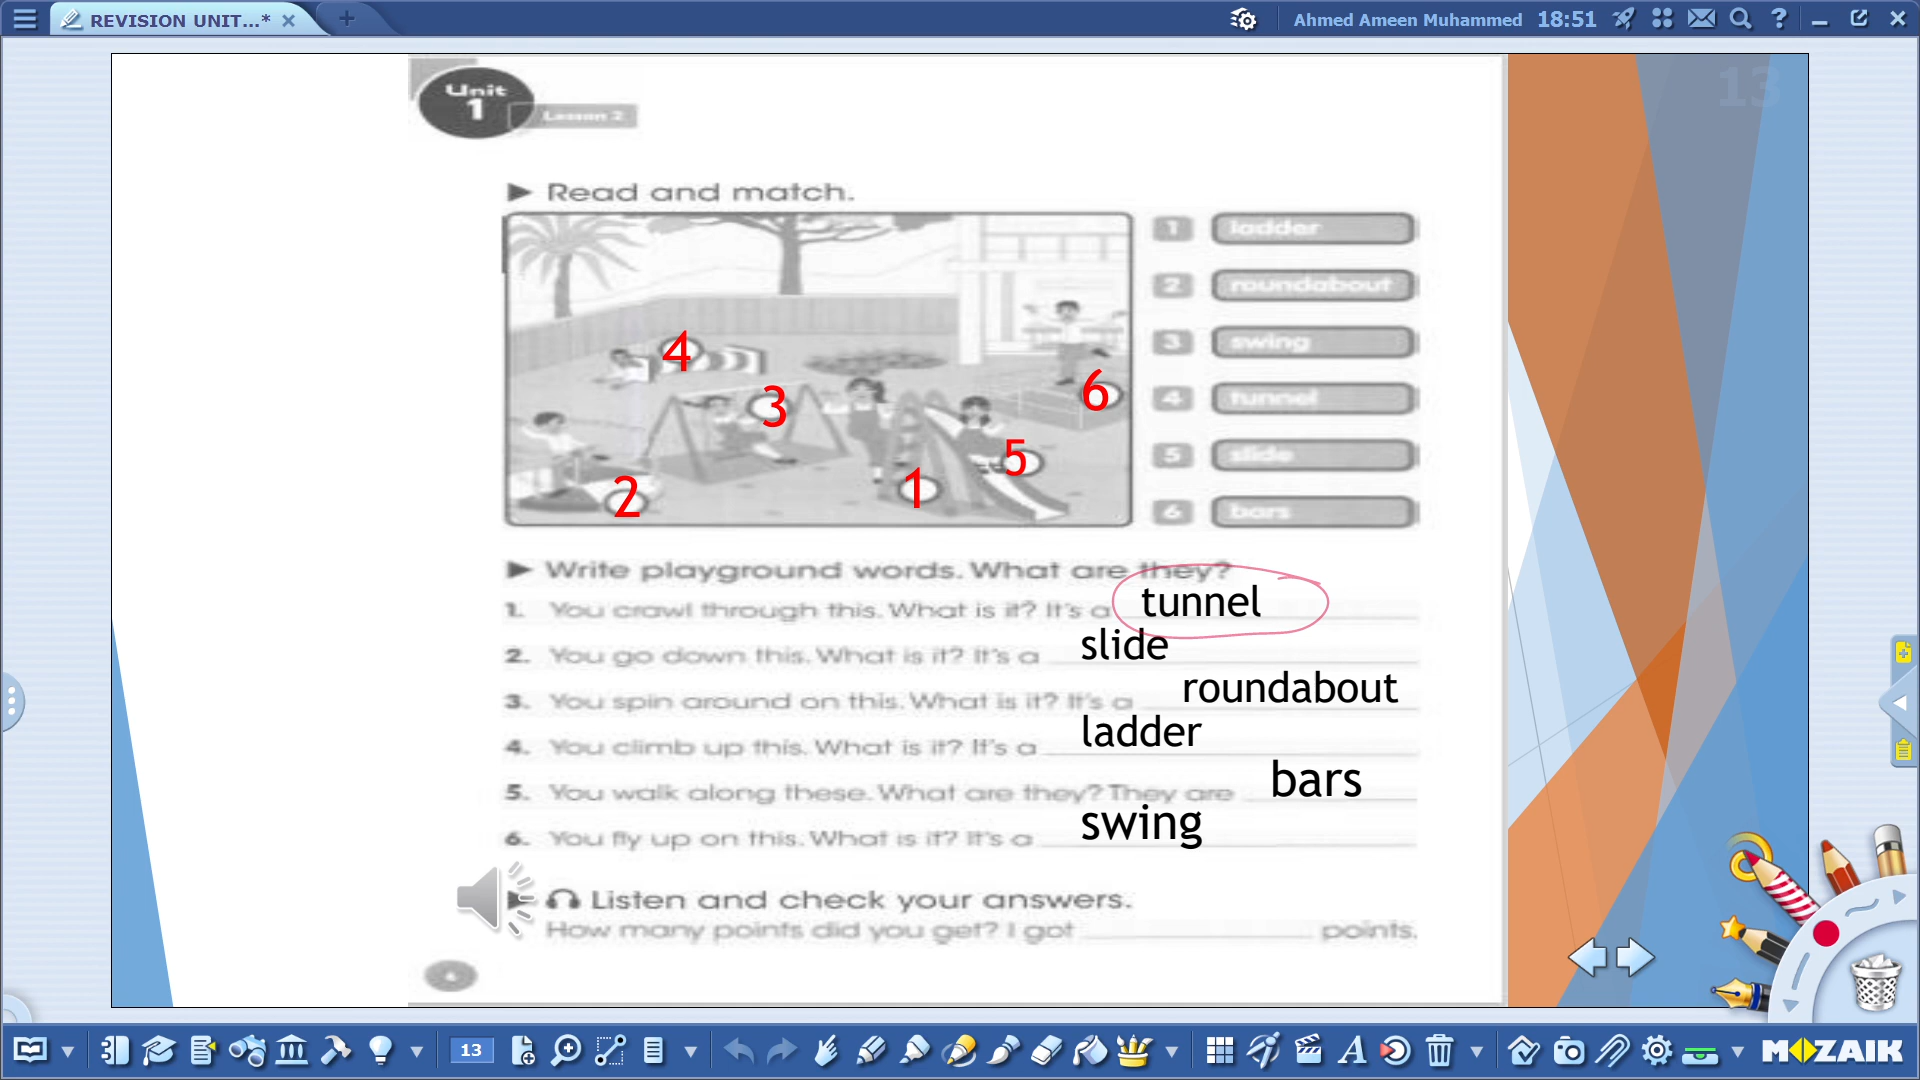 REVISION UNIT...*
Ahmed Ameen Muhammed 18:51
13
Unit
1
Lesson 2
Read and match.
1 ladder
2 roundabout
3 swing
4 tunnel
5 slide
6 bars
4
3
6
5
2
1
Write playground words. What are they?
1. You crawl through this. What is it? It's a tunnel
2. You go down this. What is it? It's a slide
3. You spin around on this. What is it? It's a roundabout
4. You climb up this. What is it? It's a ladder
5. You walk along these. What are they? They are bars
6. You fly up on this. What is it? It's a swing
Listen and check your answers.
How many points did you get? I got ____ points.
13
MOZAIK